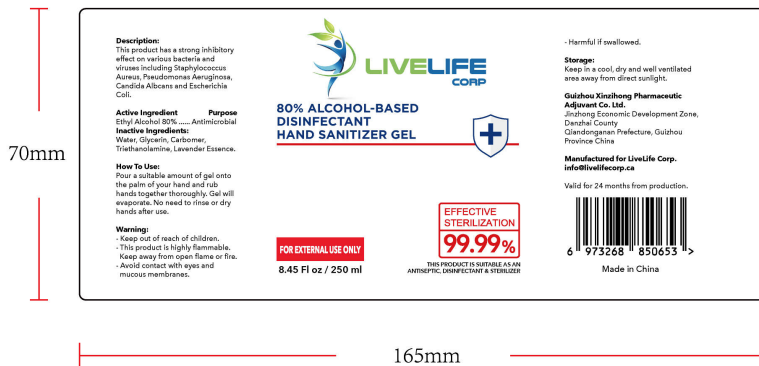 Description:
This product has a strong inhibitory
effect on various bacteria and
viruses including Staphylococcus
Aureus, Pseudomonas Aeruginosa,
Candida Albcans and Escherichia
Coli.
Active Ingredient Purpose
Ethyl Alcohol 80% ...... Antimicrobial
Inactive Ingredients:
Water, Glycerin, Carbomer,
Triethanolamine, Lavender Essence.
How To Use:
Pour a suitable amount of gel onto
the palm of your hand and rub
hands together thoroughly. Gel will
evaporate. No need to rinse or dry
hands after use.
Warning:
- Keep out of reach of children.
- This product is highly flammable.
Keep away from open flame or fire.
- Avoid contact with eyes and
mucous membranes.
LIVELIFE
CORP
80% ALCOHOL-BASED
DISINFECTANT
HAND SANITIZER GEL
FOR EXTERNAL USE ONLY
8.45 Fl oz / 250 ml
EFFECTIVE
STERILIZATION
99.99%
THIS PRODUCT IS SUITABLE AS AN
ANTISEPTIC, DISINFECTANT & STERILIZER
- Harmful if swallowed.
Storage:
Keep in a cool, dry and well ventilated
area away from direct sunlight.
Guizhou Xinzihong Pharmaceutic
Adjuvant Co. Ltd.
Jinzhong Economic Development Zone,
Danzhai County
Qiandonganan Prefecture, Guizhou
Province China
Manufactured for LiveLife Corp.
info@livelifecorp.ca
Valid for 24 months from production.
6 973268 850653 >
Made in China
70mm
165mm